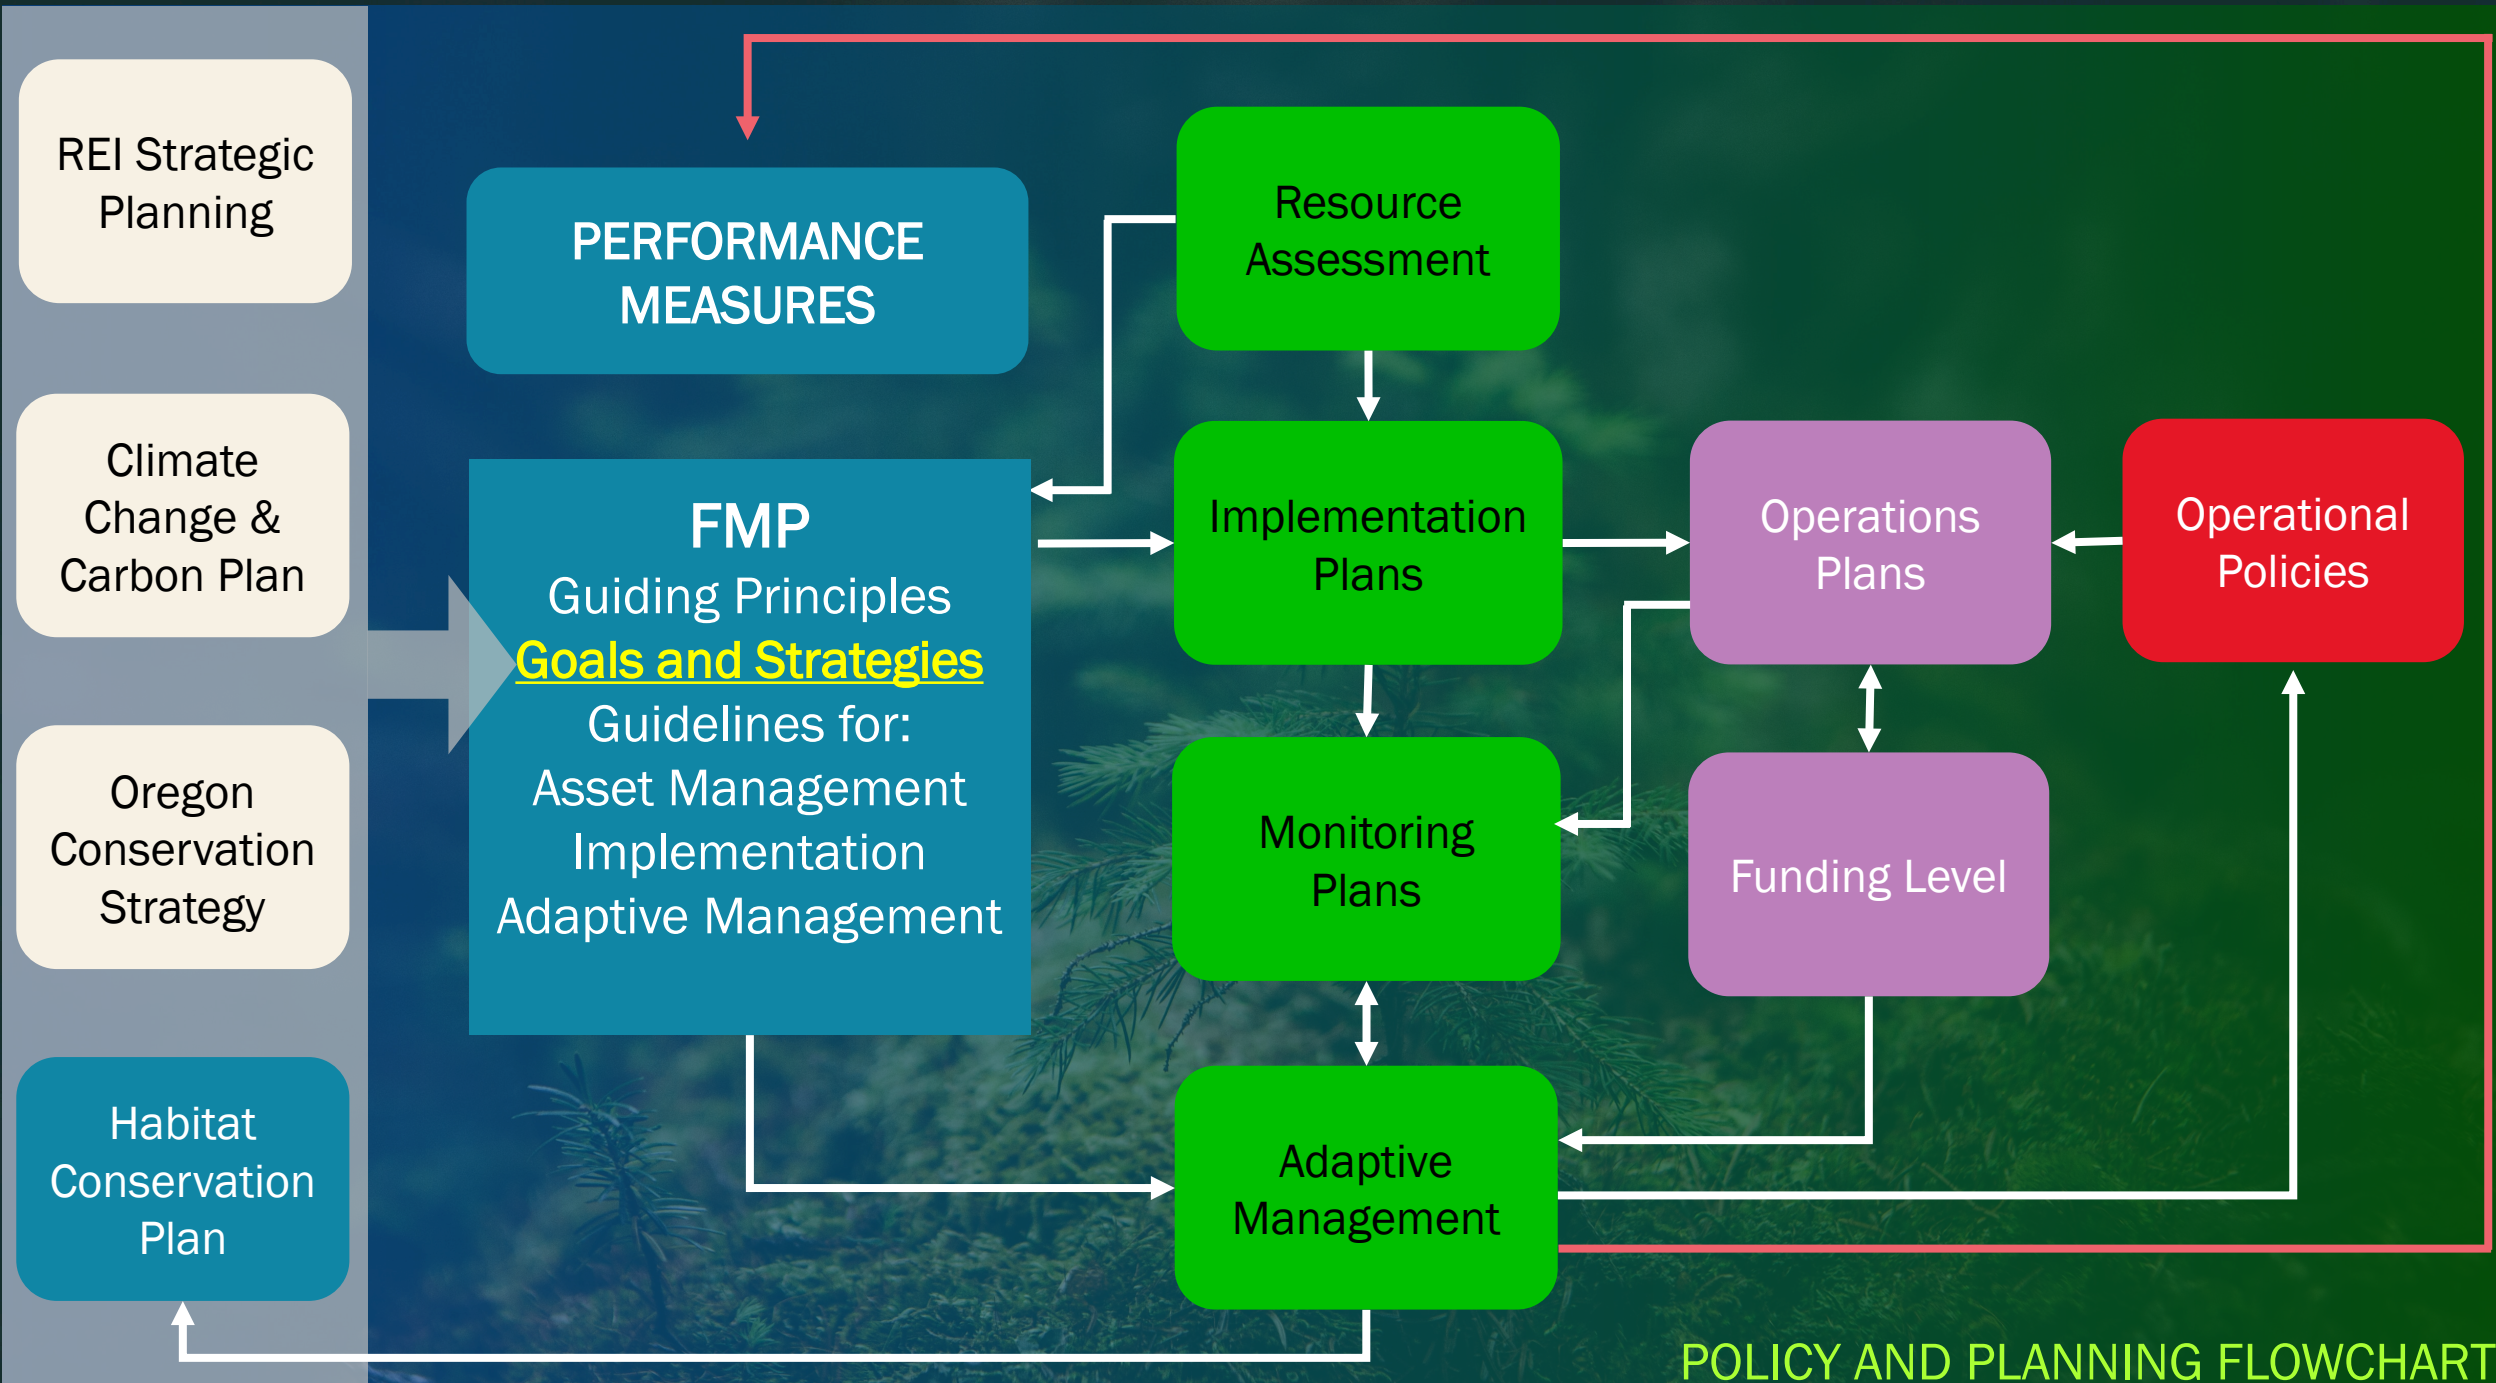 REI Strategic
Planning
Climate
Change &
Carbon Plan
Oregon
Conservation
Strategy
Habitat
Conservation
Plan
PERFORMANCE
MEASURES
FMP
Guiding Principles
Goals and Strategies
Guidelines for:
Asset Management
Implementation
Adaptive Management
Resource
Assessment
Implementation
Plans
Monitoring
Plans
Adaptive
Management
Operations
Plans
Funding Level
Operational
Policies
POLICY AND PLANNING FLOWCHART